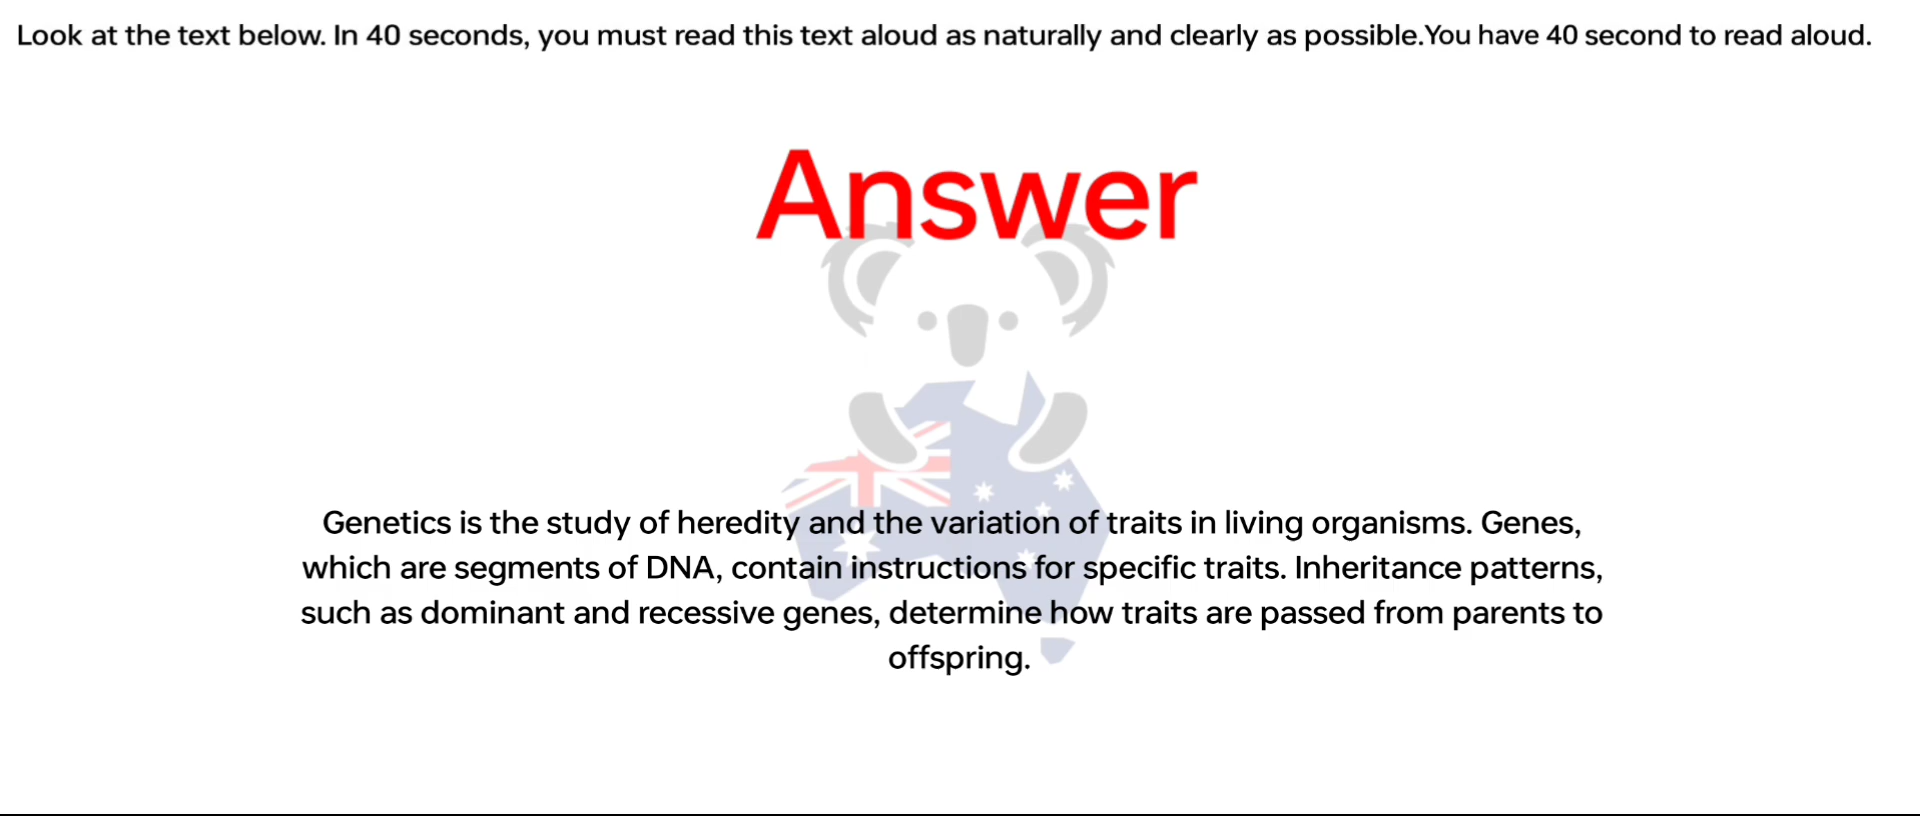 Look at the text below. In 40 seconds, you must read this text aloud as naturally and clearly as possible.You have 40 second to read aloud.
Answer
Genetics is the study of heredity and the variation of traits in living organisms. Genes,
which are segments of DNA, contain instructions for specific traits. Inheritance patterns,
such as dominant and recessive genes, determine how traits are passed from parents to
offspring.